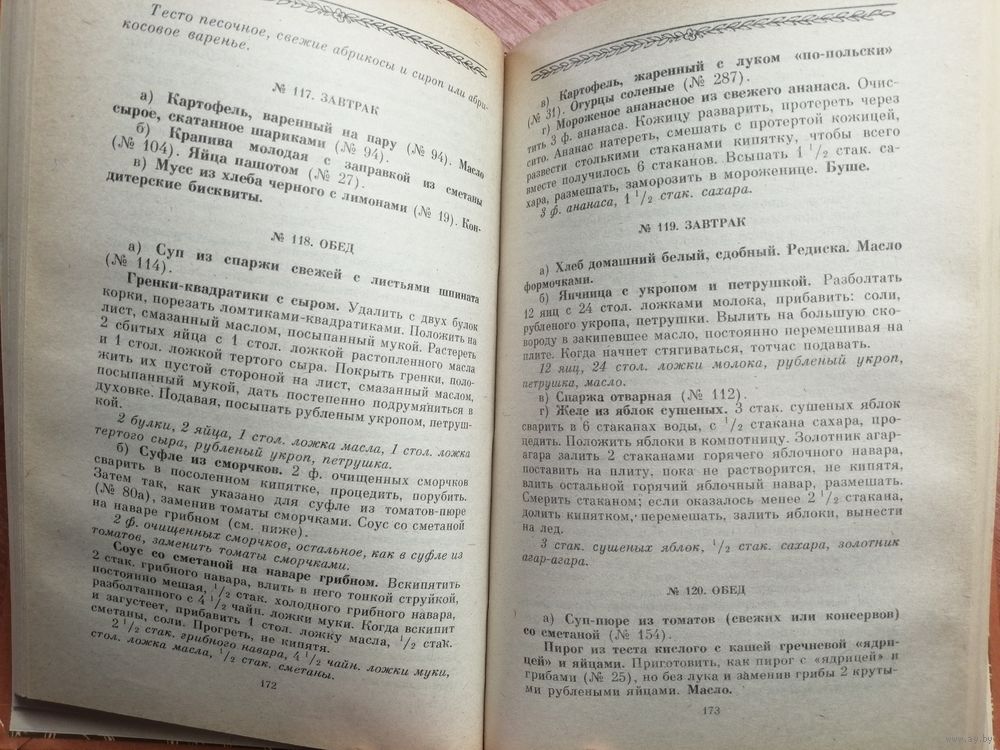 Тесто песочное, свежие абрикосы и сироп или абри-
косовое варенье.
№ 117. ЗАВТРАК
а) Картофель, варенный на пару (№ 94). Масло
сырое, скатанное шариками (№ 94).
б) Крапива молодая с заправкой из сметаны
(№ 104). Яйца пашотом (№ 27).
в) Мусс из хлеба черного с лимонами (№ 19). Кон-
дитерские бисквиты.
№ 118. ОБЕД
а) Суп из спаржи свежей с листьями шпината
(№ 114).
Гренки-квадратики с сыром. Удалить с двух булок
корки, порезать ломтиками-квадратиками. Положить на
лист, смазанный маслом, посыпанный мукой. Растереть
2 сбитых яйца с 1 стол. ложкой растопленного масла
и 1 стол. ложкой тертого сыра. Покрыть гренки, поло-
жить их пустой стороной на лист, смазанный маслом,
посыпанный мукой, дать постепенно подрумяниться в
духовке. Подавая, посыпать рубленым укропом, петруш-
кой.
2 булки, 2 яйца, 1 стол. ложка масла, 1 стол. ложка
тертого сыра, рубленый укроп, петрушка.
б) Суфле из сморчков. 2 ф. очищенных сморчков
сварить в посоленном кипятке, процедить, порубить.
Затем так, как указано для суфле из томатов-пюре
(№ 80а), заменив томаты сморчками. Соус со сметаной
на наваре грибном (см. ниже).
2 ф. очищенных сморчков, остальное, как в суфле из
томатов, заменить томаты сморчками.
Соус со сметаной на наваре грибном. Вскипятить
2 стак. грибного навара, влить в него тонкой струйкой,
постоянно мешая, 1/2 стак. холодного грибного навара,
разболтанного с 4 1/2 чайн. ложки муки. Когда вскипит
и загустеет, прибавить 1 стол. ложку масла, 1/2 стак.
сметаны, соли. Прогреть, не кипятя.
2 1/2 стак. грибного навара, 4 1/2 чайн. ложки муки,
стол. ложка масла, 1/2 стак. сметаны.
172
в) Картофель, жаренный с луком «по-польски»
(№ 31). Огурцы соленые (№ 287).
г) Мороженое ананасное из свежего ананаса. Очис-
тить 3 ф. ананаса. Кожицу разварить, протереть через
сито. Ананас натереть, смешать с протертой кожицей,
развести столькими стаканами кипятку, чтобы всего
вместе получилось 6 стаканов. Всыпать 1 1/2 стак. са-
хара, размешать, заморозить в мороженице. Буше.
3 ф. ананаса, 1 1/2 стак. сахара.
№ 119. ЗАВТРАК
а) Хлеб домашний белый, сдобный. Редиска. Масло
формочками.
б) Яичница с укропом и петрушкой. Разболтать
12 яиц с 24 стол. ложками молока, прибавить: соли,
рубленого укропа, петрушки. Вылить на большую ско-
вороду в закипевшее масло, постоянно перемешивая на
плите. Когда начнет стягиваться, тотчас подавать.
12 яиц, 24 стол. ложки молока, рубленый укроп,
петрушка, масло.
в) Спаржа отварная (№ 112).
г) Желе из яблок сушеных. 3 стак. сушеных яблок
сварить в 6 стаканах воды, с 1/2 стакана сахара, про-
цедить. Положить яблоки в компотницу. Золотник агар-
агара залить 2 стаканами горячего яблочного навара,
поставить на плиту, пока не растворится, не кипятя,
влить остальной горячий яблочный навар, размешать.
Смерить стаканом; если оказалось менее 2 1/2 стакана,
долить кипятком, перемешать, залить яблоки, вынести
на лед.
3 стак. сушеных яблок, 1/2 стак. сахара, золотник
агар-агара.
№ 120. ОБЕД
а) Суп-пюре из томатов (свежих или консервов)
со сметаной (№ 154).
Пирог из теста кислого с кашей гречневой «ядри-
цей» и яйцами. Приготовить, как пирог с «ядрицей» и
грибами (№ 25), но без лука и заменив грибы 2 круты-
ми рублеными яйцами. Масло.
173
www.ay.by